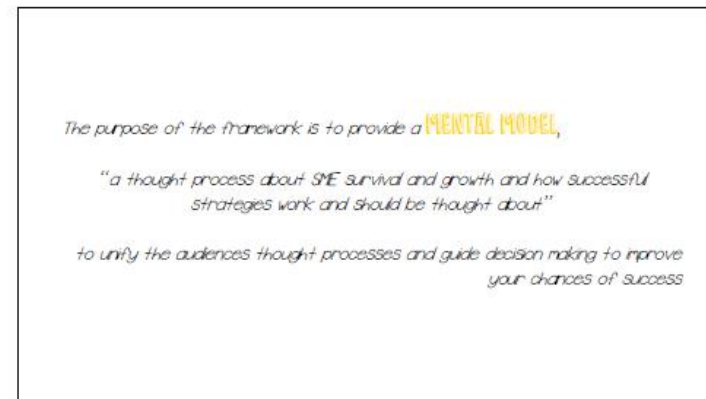 The purpose of the framework is to provide a MENTAL MODEL,
“a thought process about SME survival and growth and how successful
strategies work and should be thought about”
to unify the audiences thought processes and guide decision making to improve
your chances of success